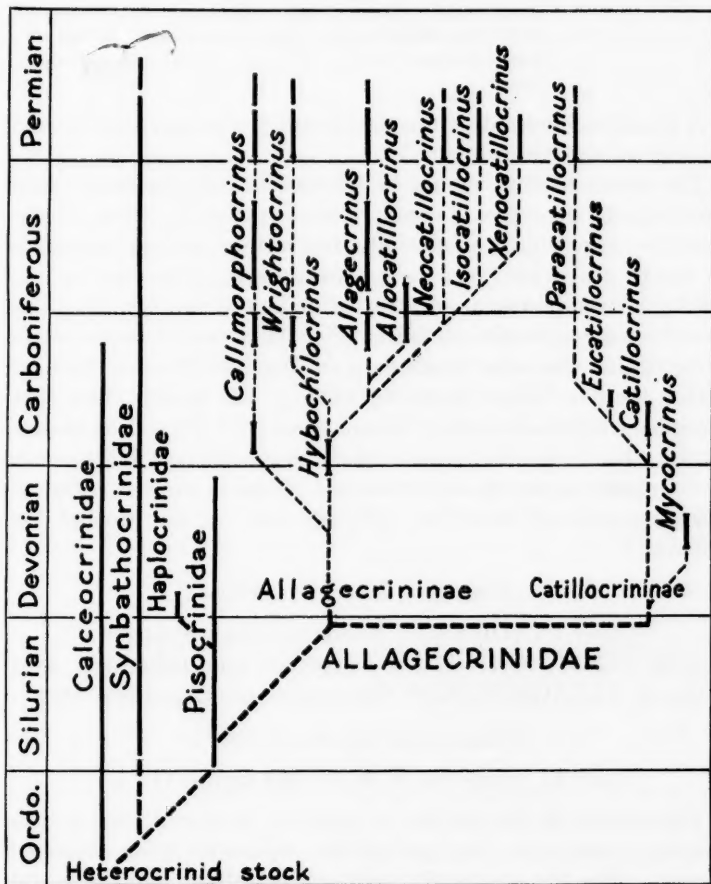 Permian
Carboniferous
Devonian
Silurian
Ordo.
Calceocrinidae
Synbathocrinidae
Haplocrinidae
Pisocrinidae
Callimorphocrinus
Wrightocrinus
Hybochilocrinus
Allagecrinus
Allocatillocrinus
Neocatillocrinus
Isocatillocrinus
Xenocatillocrinus
Paracatillocrinus
Eucatillocrinus
Catillocrinus
Mycocrinus
Allagecrininae
Catillocrininae
ALLAGECRINIDAE
Heterocrinid stock